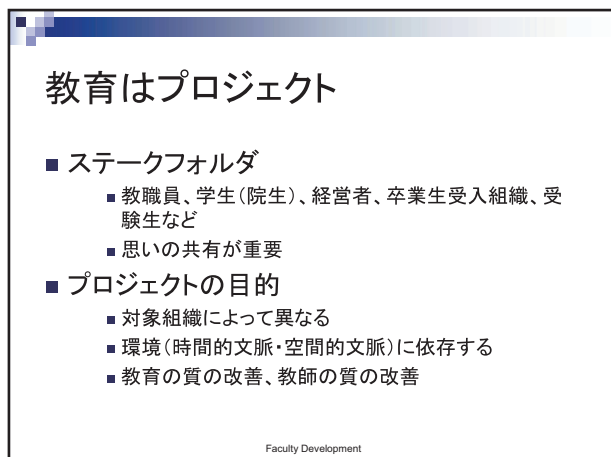 教育はプロジェクト
ステークフォルダ
教職員、学生(院生)、経営者、卒業生受入組織、受
験生など
思いの共有が重要
プロジェクトの目的
対象組織によって異なる
環境(時間的文脈・空間的文脈)に依存する
教育の質の改善、教師の質の改善
Faculty Development